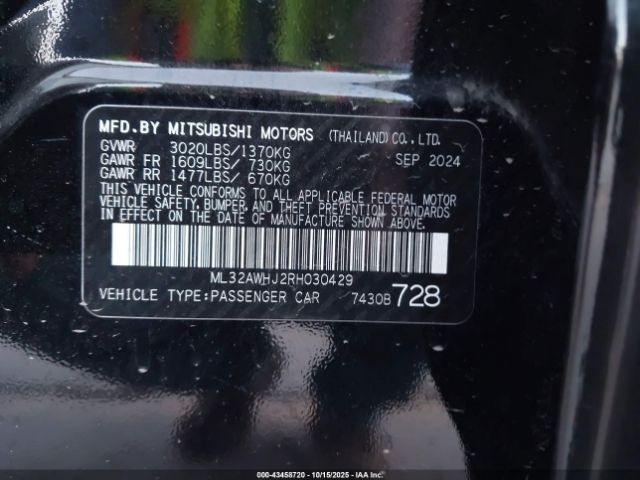 MFD.BY MITSUBISHI MOTORS (THAILAND) CO., LTD.
GVWR 3020LBS/1370KG SEP 2024
GAWR FR 1609LBS/ 730KG
GAWR RR 1477LBS/ 670KG
THIS VEHICLE CONFORMS TO ALL APPLICABLE FEDERAL MOTOR
VEHICLE SAFETY, BUMPER, AND THEFT PREVENTION STANDARDS
IN EFFECT ON THE DATE OF MANUFACTURE SHOWN ABOVE.
ML32AWHJ2RH030429
VEHICLE TYPE:PASSENGER CAR 7430B 728
000-43458720 - 10/15/2025 - IAAI.CA